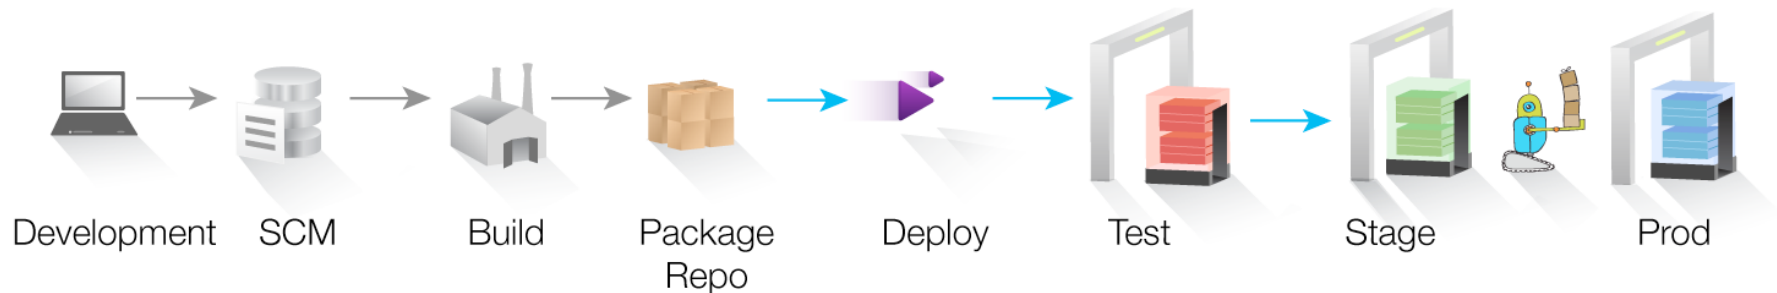 Development
SCM
Build
Package
Repo
Deploy
Test
Stage
Prod